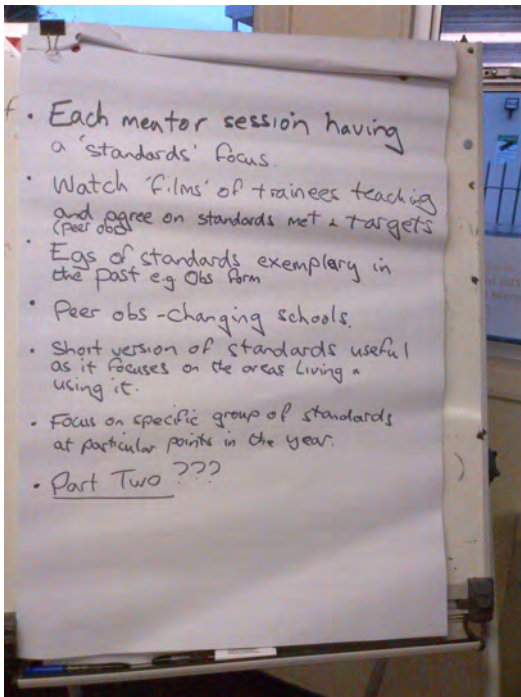 • Each mentor session having
a 'standards' focus.
• Watch 'films' of trainees teaching
and agree on standards met + targets
(peer obs)
• Egs of standards exemplary in
the past e.g Obs form
• Peer obs - changing schools.
• Short version of standards useful
as it focuses on the areas Living +
using it.
• Focus on specific group of standards
at particular points in the year.
• Part Two ???